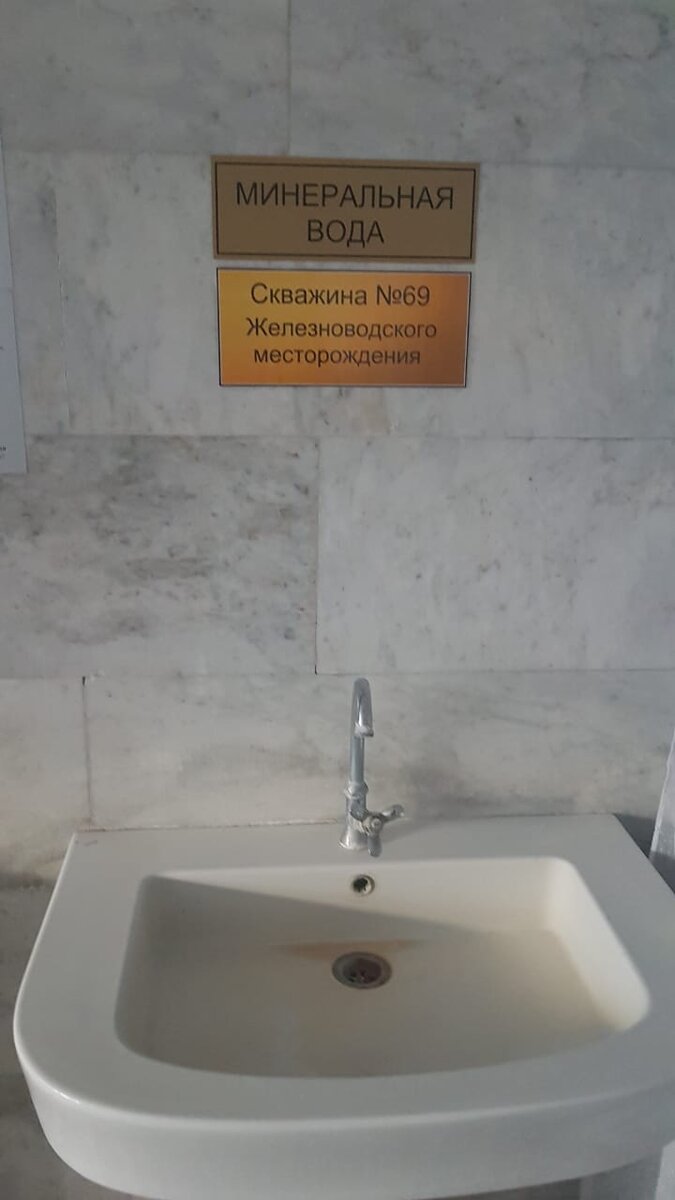 МИНЕРАЛЬНАЯ
ВОДА
Скважина №69
Железноводского
месторождения